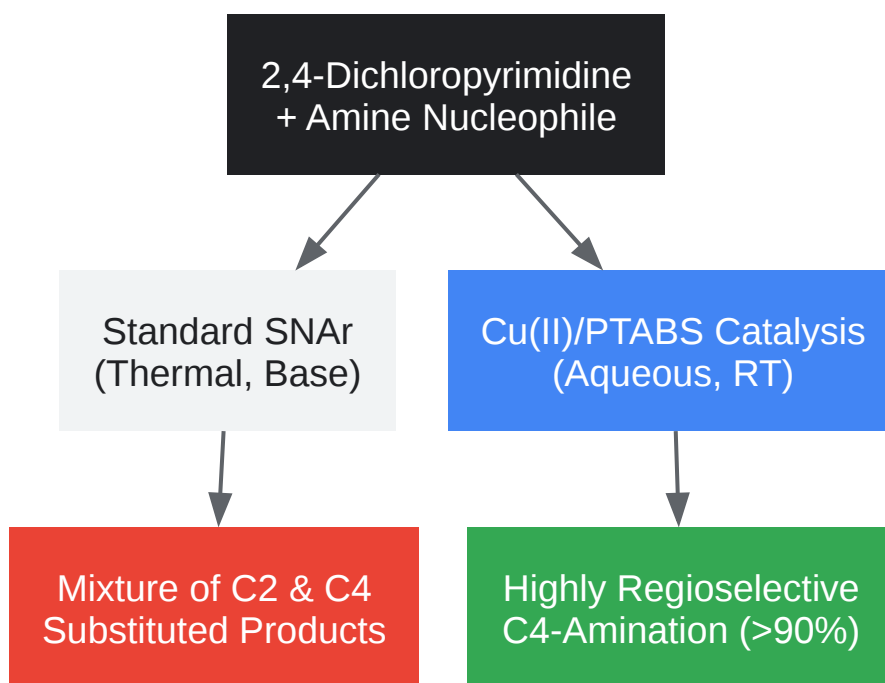 2,4-Dichloropyrimidine
+ Amine Nucleophile
Standard SNAr
(Thermal, Base)
Cu(II)/PTABS Catalysis
(Aqueous, RT)
Mixture of C2 & C4
Substituted Products
Highly Regioselective
C4-Amination (>90%)